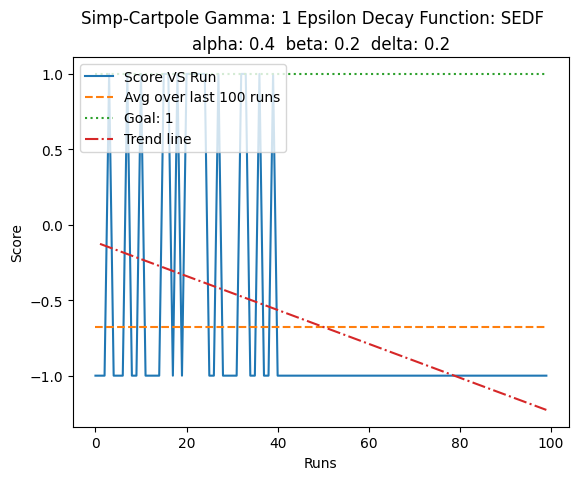 Simp-Cartpole Gamma: 1 Epsilon Decay Function: SEDF
alpha: 0.4 beta: 0.2 delta: 0.2
Score VS Run
Avg over last 100 runs
Goal: 1
Trend line
1.0
0.5
0.0
−0.5
−1.0
Score
0 20 40 60 80 100
Runs